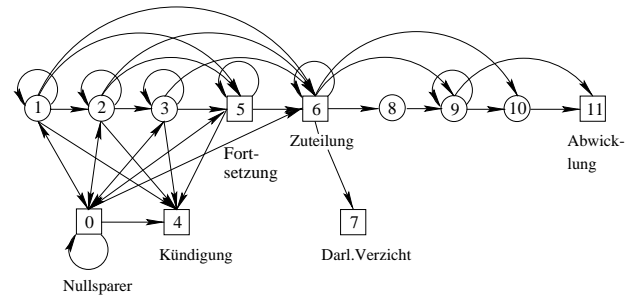 1 2 3 5 6 8 9 10 11
Zuteilung
Fort-
setzung
Abwick-
lung
0 4 7
Kündigung
Darl.Verzicht
Nullsparer